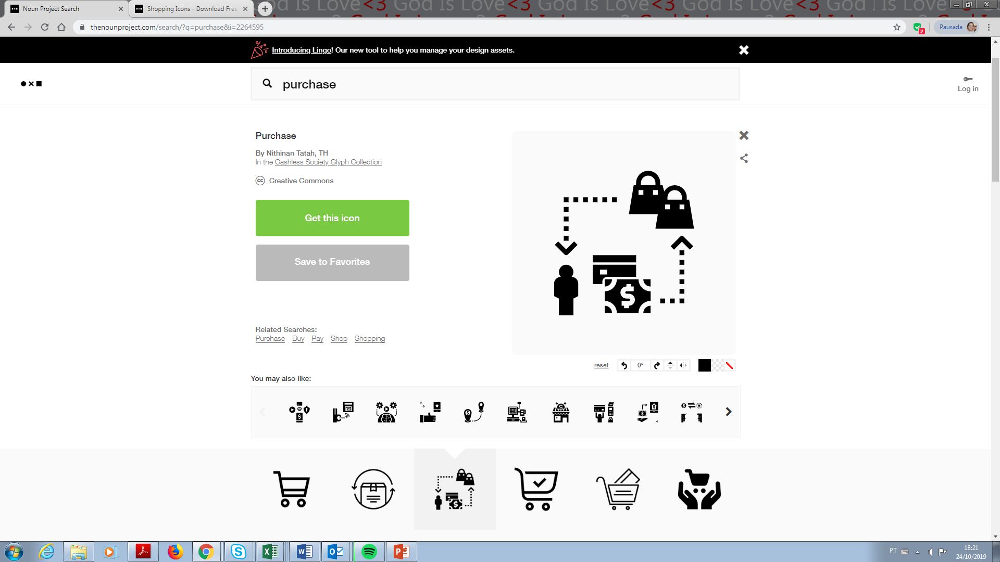 God Is Love<3 God Is Love<3 God Is Love<3 God Is Love<3 God Is Love
Noun Project Search
Shopping Icons - Download Free
thenounproject.com/search/?q=purchase&i=2264595
2
Pausada
Introducing Lingo! Our new tool to help you manage your design assets.
purchase
Log in
Purchase
By Nithinan Tatah, TH
In the Cashless Society Glyph Collection
cc Creative Commons
Get this icon
Save to Favorites
$
Related Searches:
Purchase Buy Pay Shop Shopping
reset 0°
You may also like:
PT
18:21
24/10/2019